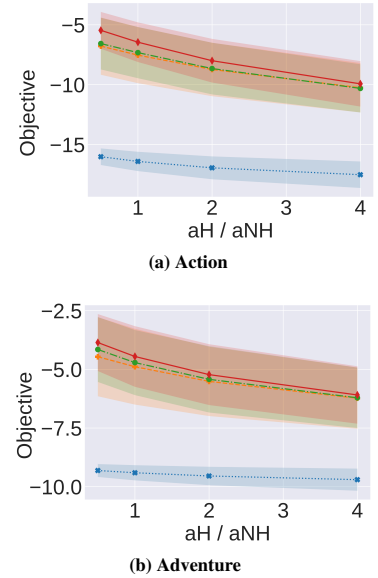 −5
−10
−15
Objective
1
2
3
4
aH / aNH
(a) Action
−2.5
−5.0
−7.5
−10.0
Objective
1
2
3
4
aH / aNH
(b) Adventure